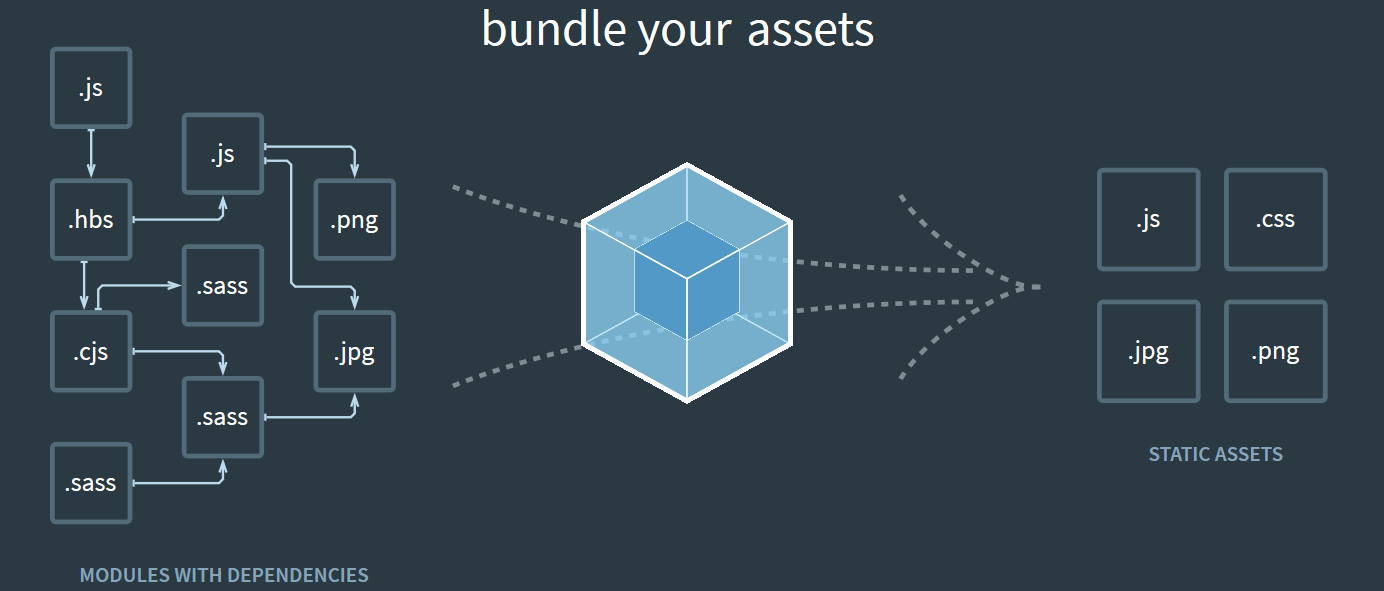 bundle your assets
.js
.js
.hbs
.png
.sass
.cjs
.jpg
.sass
.sass
MODULES WITH DEPENDENCIES
.js
.css
.jpg
.png
STATIC ASSETS